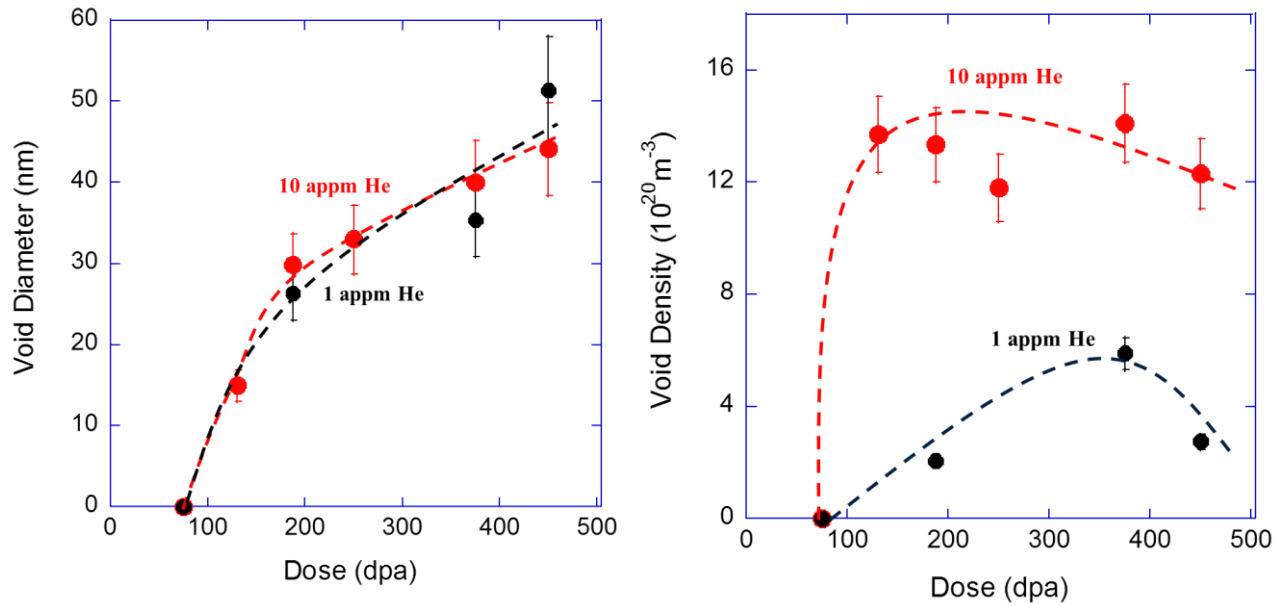 60
50
40
30
20
10
0
Void Diameter (nm)
10 appm He
1 appm He
0 100 200 300 400 500
Dose (dpa)
16
12
8
4
0
Void Density (10²⁰m⁻³)
10 appm He
1 appm He
0 100 200 300 400 500
Dose (dpa)